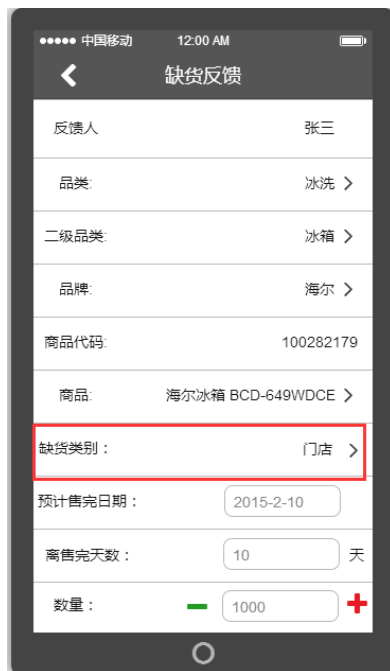 中国移动 12:00 AM
缺货反馈
反馈人 张三
品类: 冰洗
二级品类: 冰箱
品牌: 海尔
商品代码: 100282179
商品: 海尔冰箱 BCD-649WDCE
缺货类别： 门店
预计售完日期： 2015-2-10
离售完天数： 10 天
数量： 1000